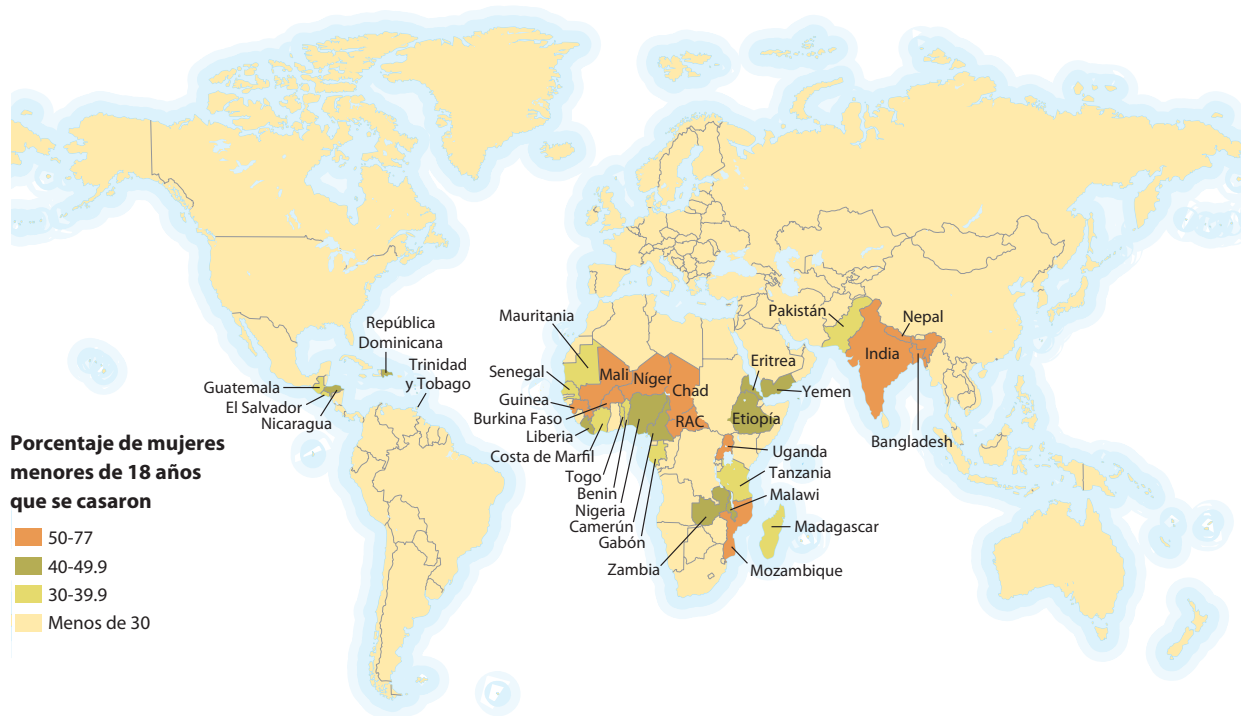 Pakistán
Nepal
Mauritania
India
República
Dominicana
Eritrea
Trinidad
y Tobago
Mali
Níger
Senegal
Chad
Guatemala
Yemen
Guinea
El Salvador
Etiopía
Burkina Faso
RAC
Nicaragua
Liberia
Bangladesh
Porcentaje de mujeres
menores de 18 años
que se casaron
Uganda
Costa de Marfil
Tanzania
Togo
Benin
Malawi
Nigeria
Camerún
Madagascar
Gabón
Zambia
Mozambique
50-77
40-49.9
30-39.9
Menos de 30